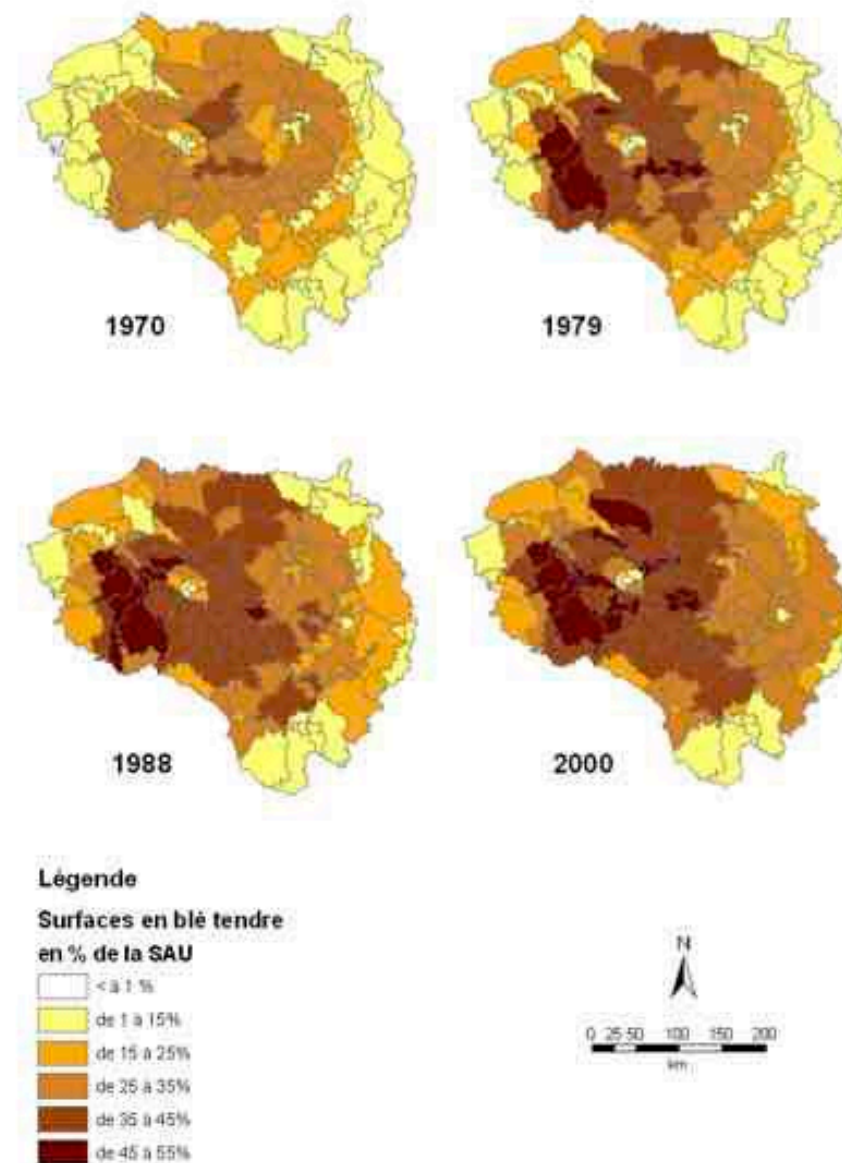 1970
1979
1988
2000
Légende
Surfaces en blé tendre
en % de la SAU
< à 1 %
de 1 à 15%
de 15 à 25%
de 25 à 35%
de 35 à 45%
de 45 à 55%
N
0 25 50 100 150 200
km